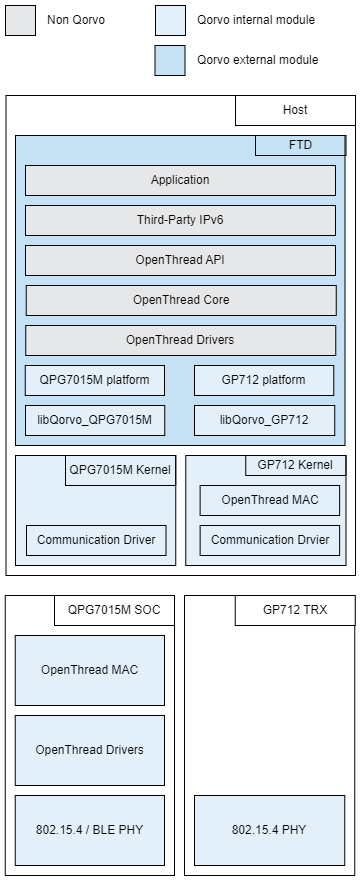 Non Qorvo
Qorvo internal module
Qorvo external module
Host
FTD
Application
Third-Party IPv6
OpenThread API
OpenThread Core
OpenThread Drivers
QPG7015M platform
GP712 platform
libQorvo_QPG7015M
libQorvo_GP712
QPG7015M Kernel
GP712 Kernel
OpenThread MAC
Communication Driver
Communication Drvier
QPG7015M SOC
GP712 TRX
OpenThread MAC
OpenThread Drivers
802.15.4 / BLE PHY
802.15.4 PHY